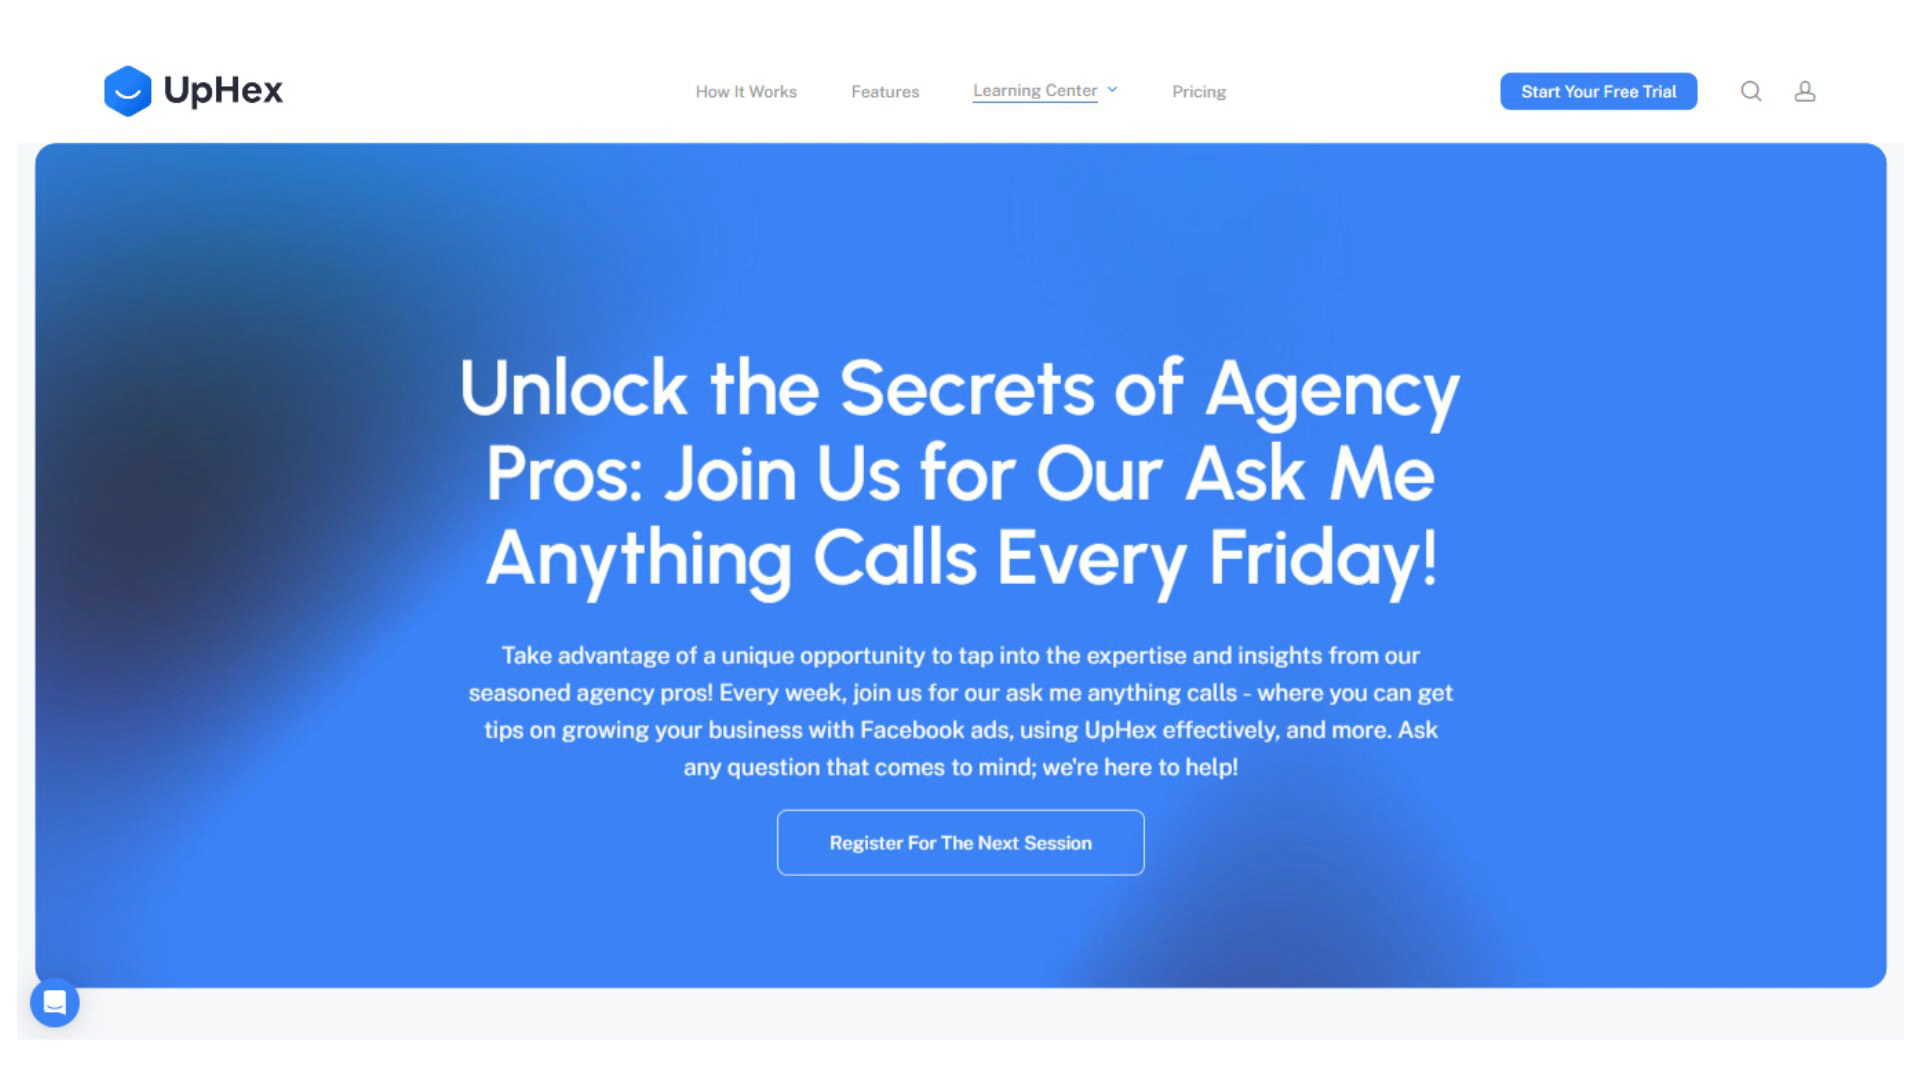 UpHex
How It Works
Features
Learning Center
Pricing
Start Your Free Trial
Unlock the Secrets of Agency
Pros: Join Us for Our Ask Me
Anything Calls Every Friday!
Take advantage of a unique opportunity to tap into the expertise and insights from our
seasoned agency pros! Every week, join us for our ask me anything calls - where you can get
tips on growing your business with Facebook ads, using UpHex effectively, and more. Ask
any question that comes to mind; we're here to help!
Register For The Next Session